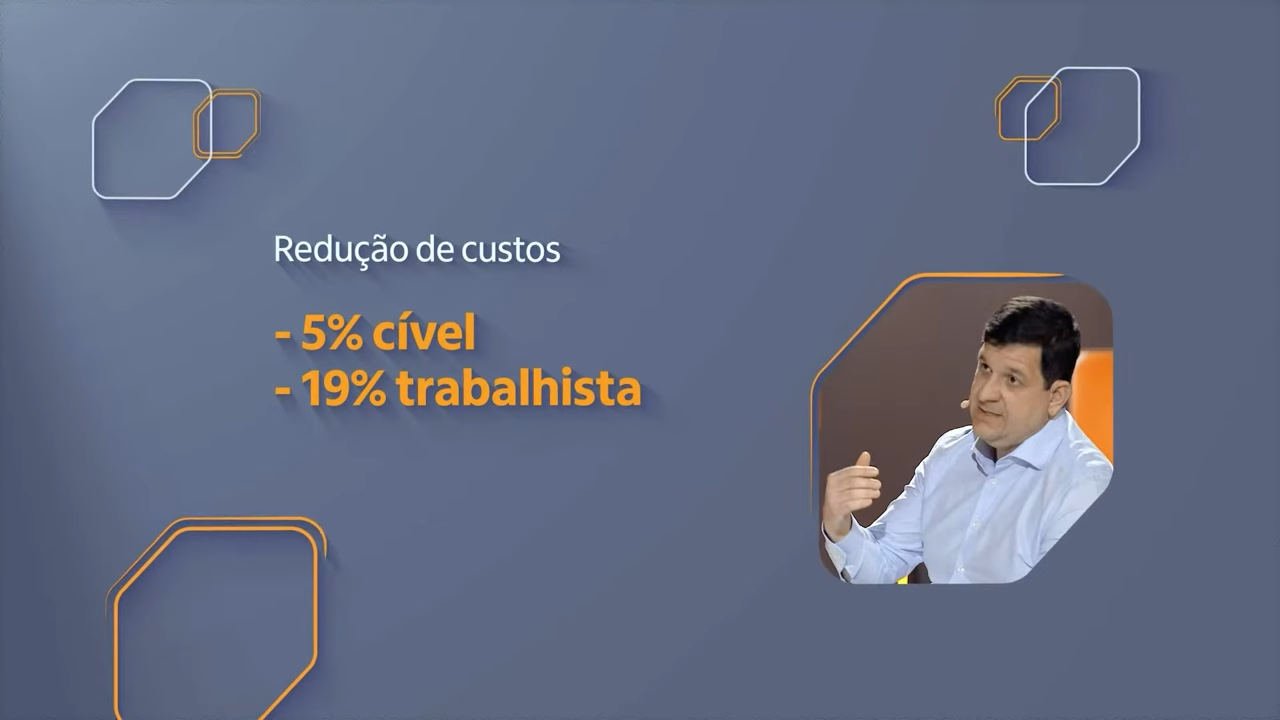 Redução de custos
- 5% cível
- 19% trabalhista